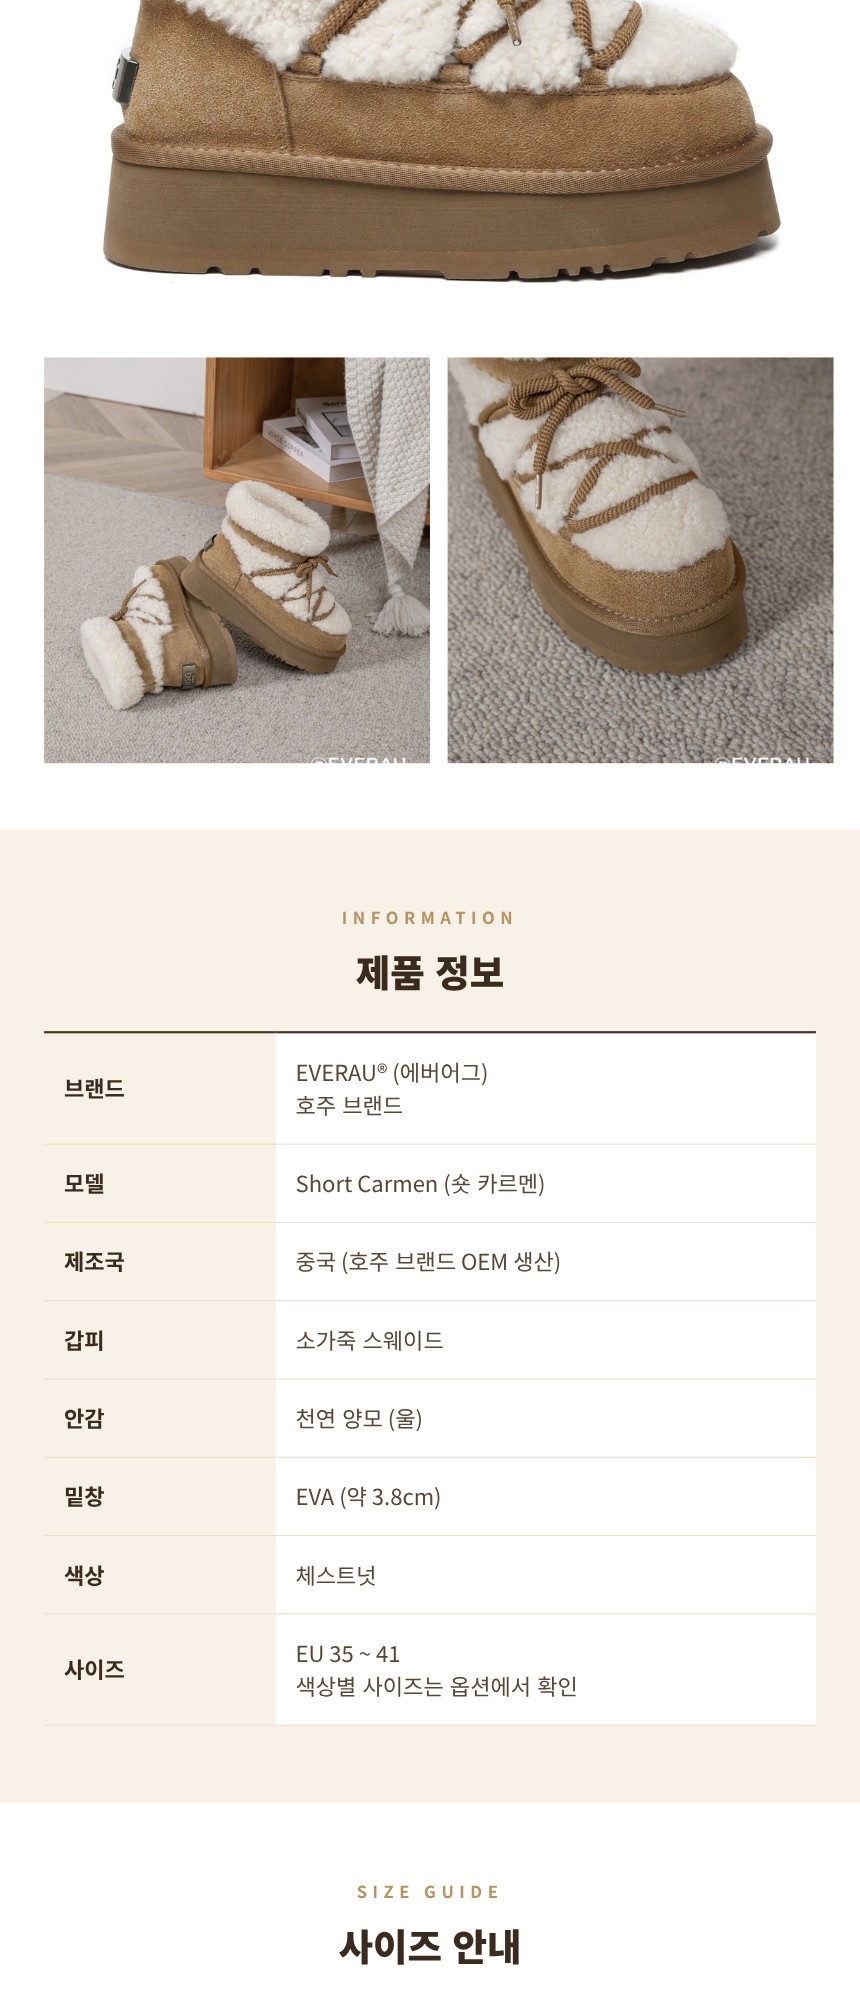 JOYCE COPPER
INFORMATION
제품 정보
브랜드
EVERAU® (에버어그)
호주 브랜드
모델
Short Carmen (숏 카르멘)
제조국
중국 (호주 브랜드 OEM 생산)
갑피
소가죽 스웨이드
안감
천연 양모 (울)
밑창
EVA (약 3.8cm)
색상
체스트넛
사이즈
EU 35 ~ 41
색상별 사이즈는 옵션에서 확인
SIZE GUIDE
사이즈 안내